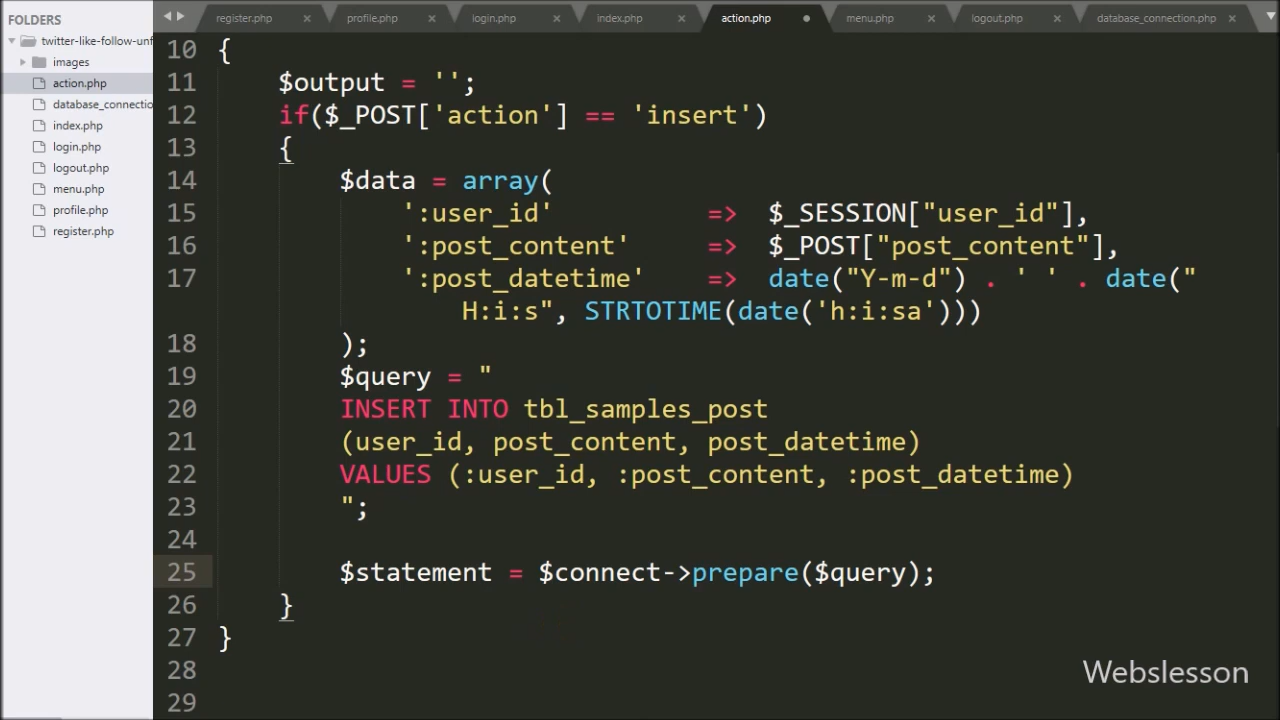 FOLDERS
twitter-like-follow-unf
images
action.php
database_connectio
index.php
login.php
logout.php
menu.php
profile.php
register.php
register.php × profile.php × login.php × index.php × action.php menu.php × logout.php × database_connection.php ×
10 {
11 $output = '';
12 if($_POST['action'] == 'insert')
13 {
14 $data = array(
15 ':user_id' => $_SESSION["user_id"],
16 ':post_content' => $_POST["post_content"],
17 ':post_datetime' => date("Y-m-d") . ' ' . date("
H:i:s", STRTOTIME(date('h:i:sa')))
18 );
19 $query = "
20 INSERT INTO tbl_samples_post
21 (user_id, post_content, post_datetime)
22 VALUES (:user_id, :post_content, :post_datetime)
23 ";
24
25 $statement = $connect->prepare($query);
26 }
27 }
28
29
Webslesson